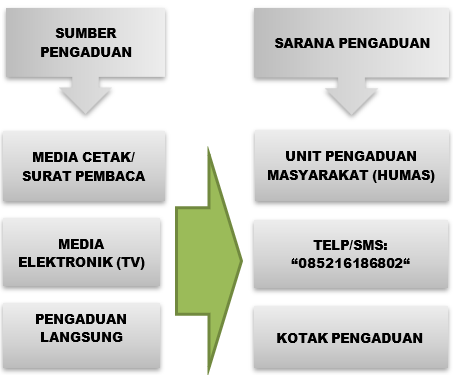 SUMBER
PENGADUAN
MEDIA CETAK/
SURAT PEMBACA
MEDIA
ELEKTRONIK (TV)
PENGADUAN
LANGSUNG
SARANA PENGADUAN
UNIT PENGADUAN
MASYARAKAT (HUMAS)
TELP/SMS:
“085216186802“
KOTAK PENGADUAN